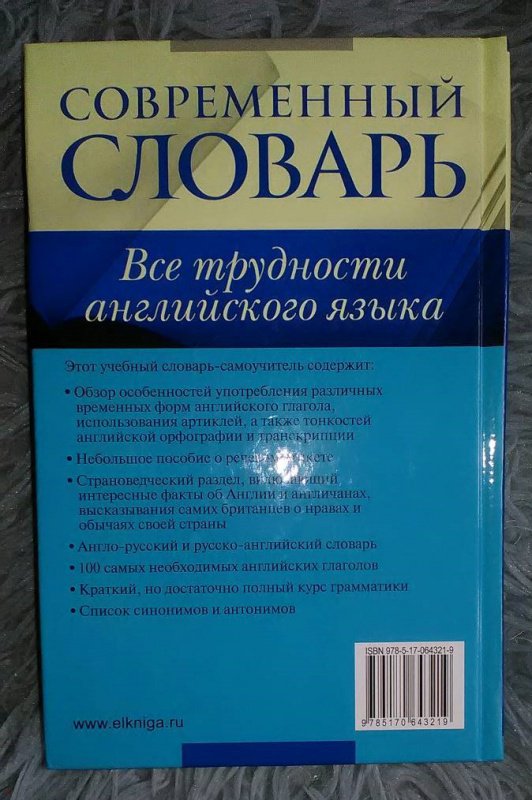 СОВРЕМЕННЫЙ
СЛОВАРЬ
Все трудности
английского языка
Этот учебный словарь-самоучитель содержит:
• Обзор особенностей употребления различных
временных форм английского глагола,
использования артиклей, а также тонкостей
английской орфографии и транскрипции
• Небольшое пособие о речевом этикете
• Страноведческий раздел, включающий
интересные факты об Англии и англичанах,
высказывания самих британцев о нравах и
обычаях своей страны
• Англо-русский и русско-английский словарь
• 100 самых необходимых английских глаголов
• Краткий, но достаточно полный курс грамматики
• Список синонимов и антонимов
ISBN 978-5-17-064321-9
9 785170 643219
www.elkniga.ru